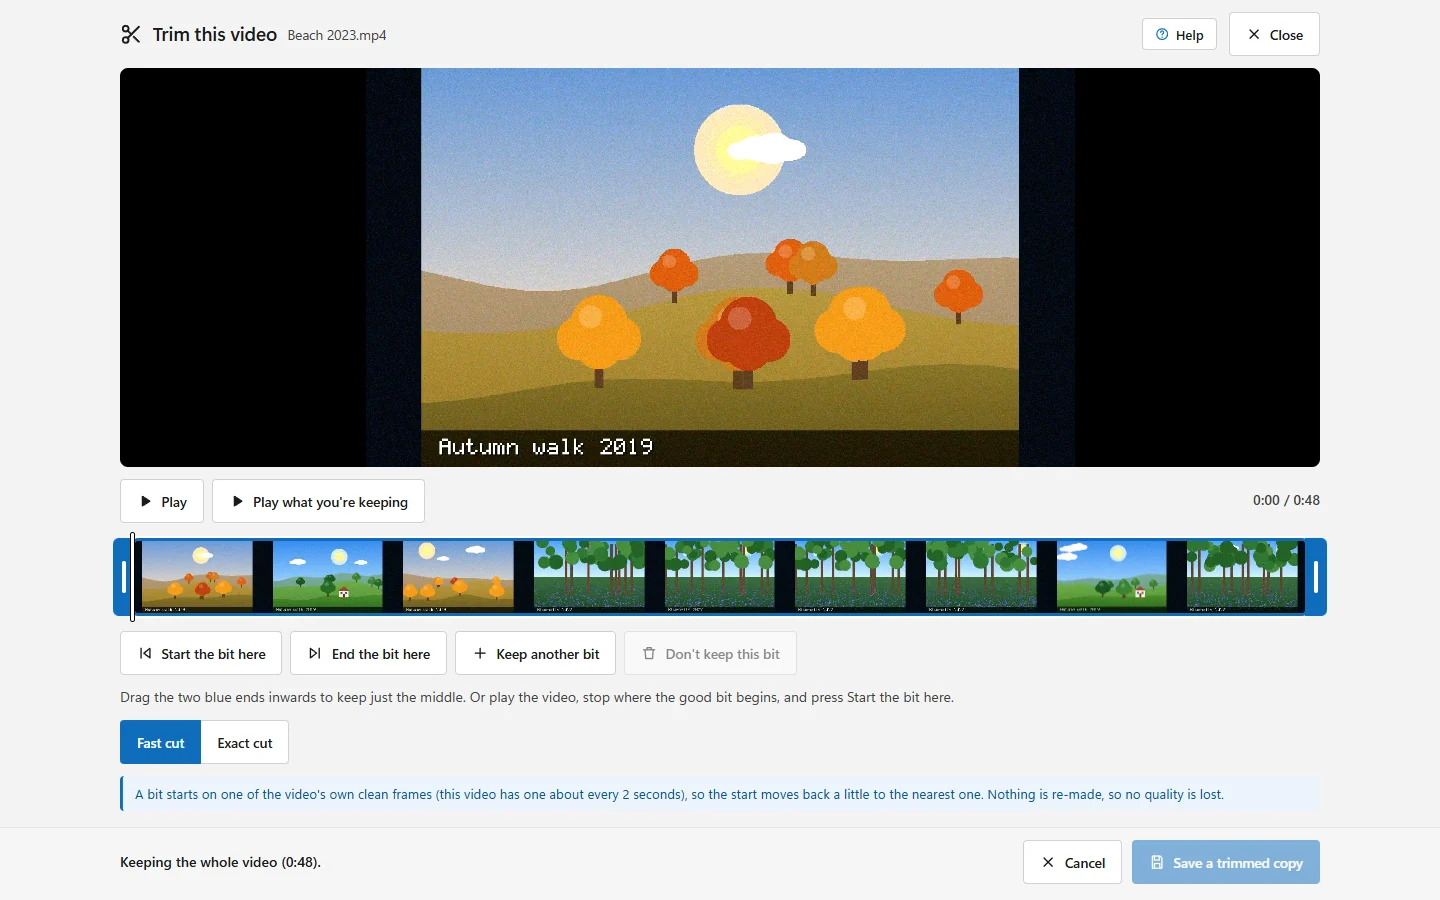 Trim this video Beach 2023.mp4
Help
Close
Autumn walk 2019
Play
Play what you're keeping
0:00 / 0:48
Start the bit here
End the bit here
Keep another bit
Don't keep this bit
Drag the two blue ends inwards to keep just the middle. Or play the video, stop where the good bit begins, and press Start the bit here.
Fast cut
Exact cut
A bit starts on one of the video's own clean frames (this video has one about every 2 seconds), so the start moves back a little to the nearest one. Nothing is re-made, so no quality is lost.
Keeping the whole video (0:48).
Cancel
Save a trimmed copy